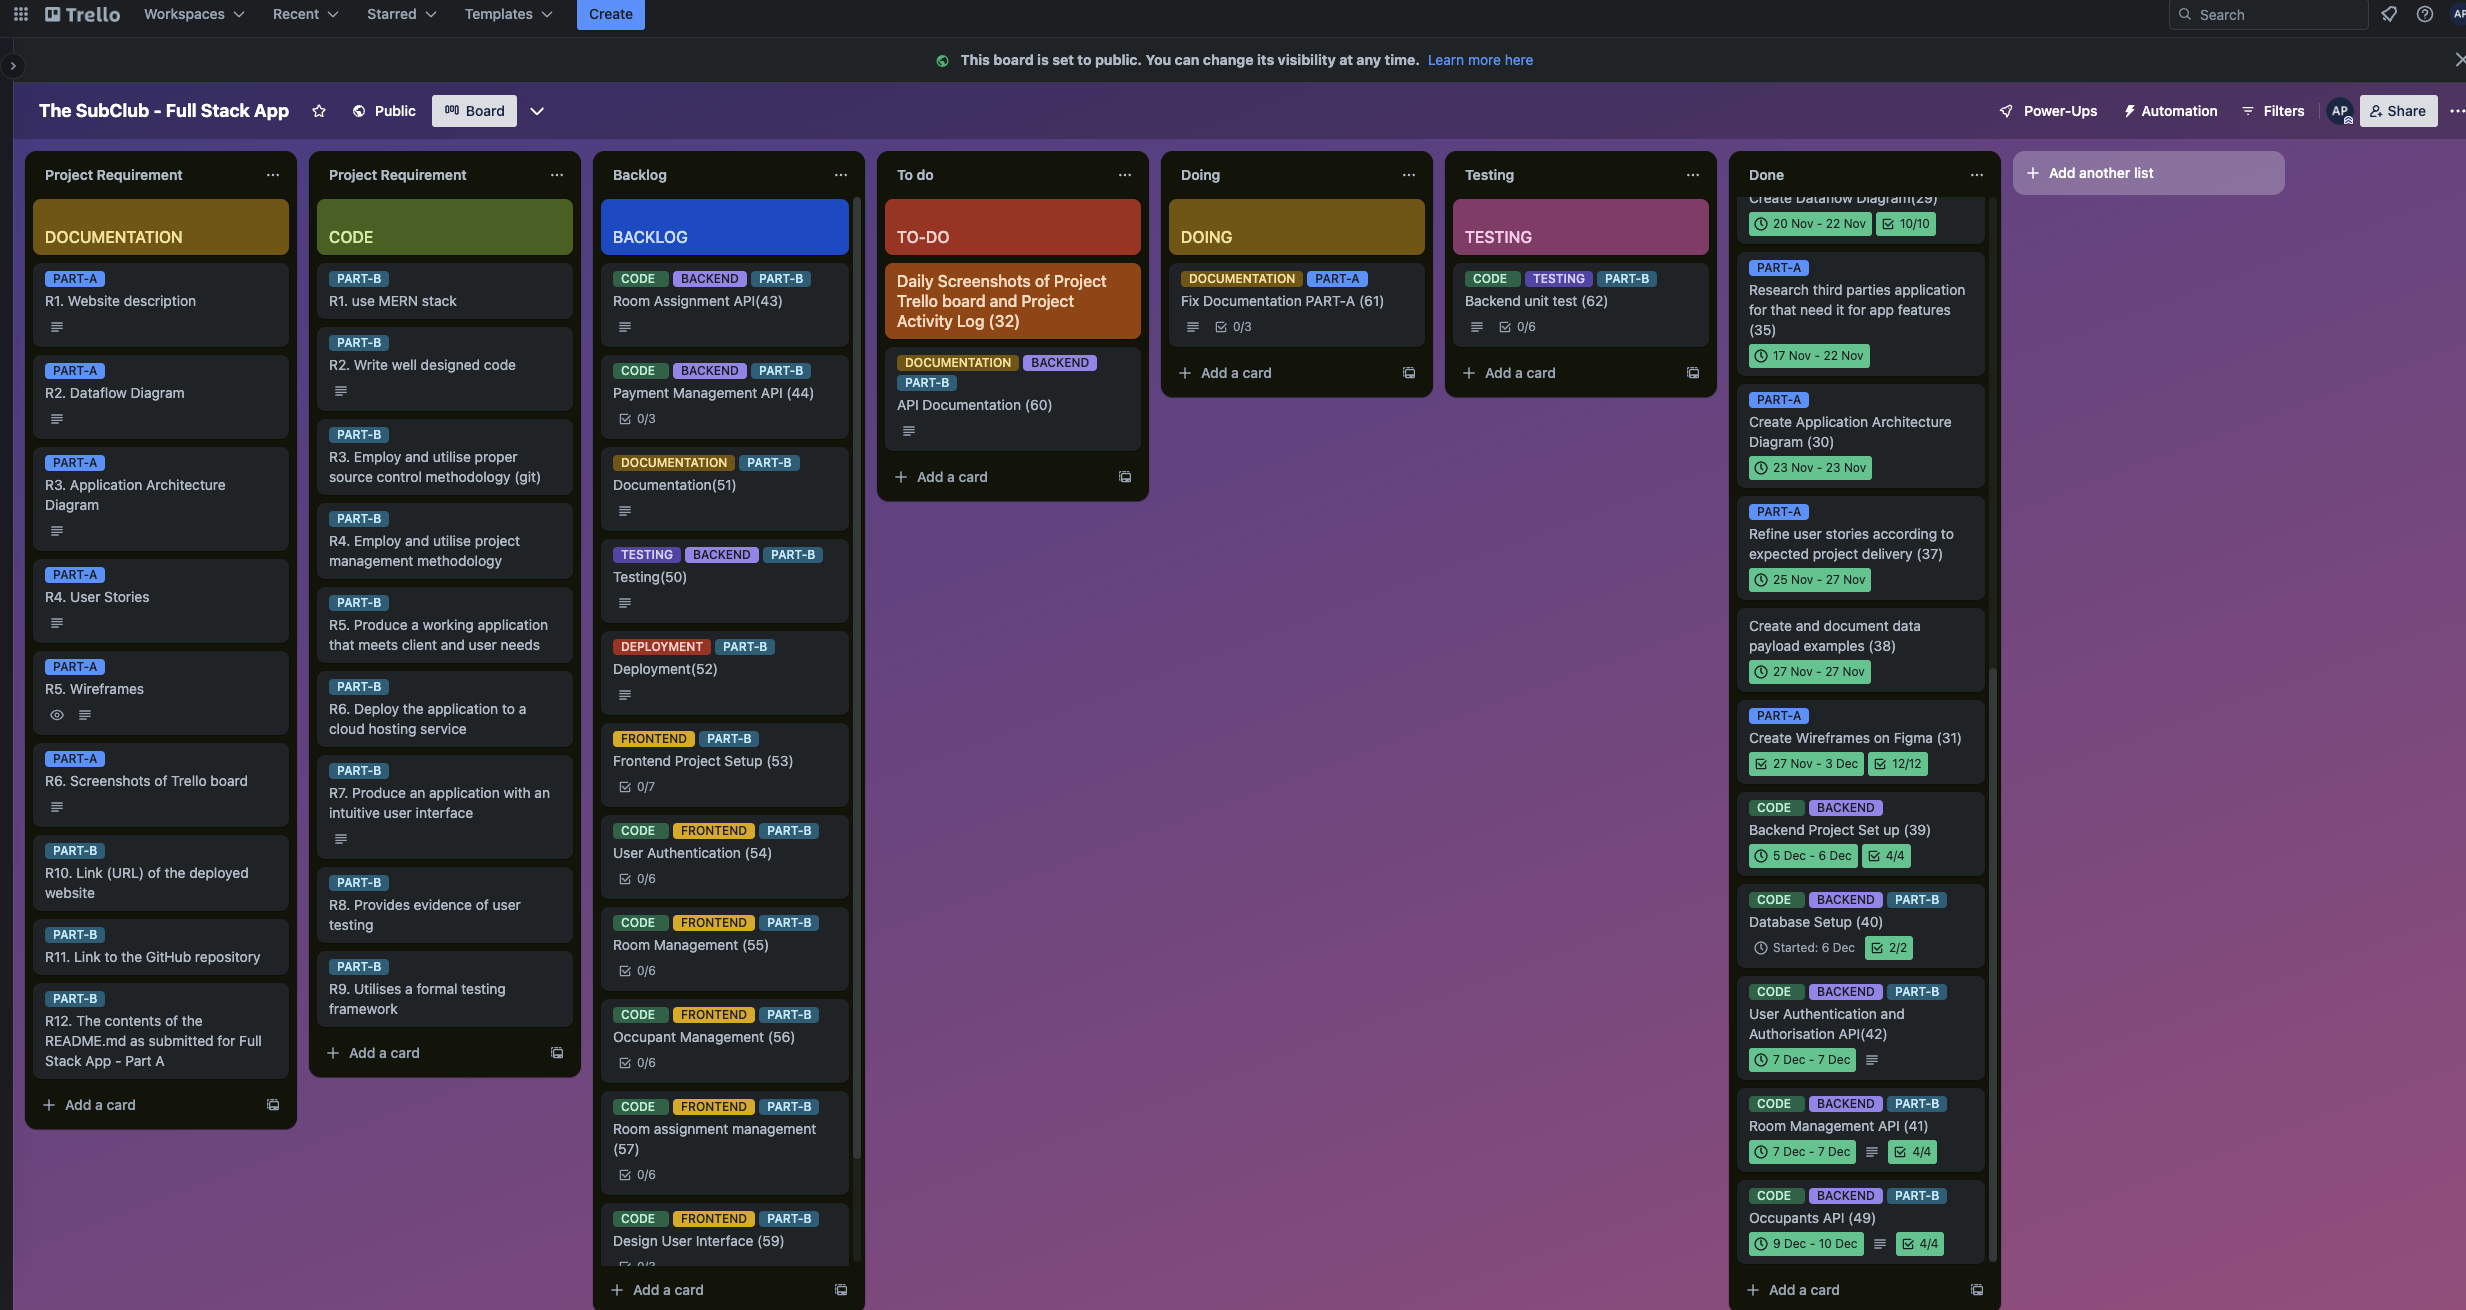 Trello
Workspaces
Recent
Starred
Templates
Create
Search
AP
This board is set to public. You can change its visibility at any time. Learn more here
The SubClub - Full Stack App
Public
Board
Power-Ups
Automation
Filters
AP
Share
Project Requirement
DOCUMENTATION
PART-A
R1. Website description
PART-A
R2. Dataflow Diagram
PART-A
R3. Application Architecture
Diagram
PART-A
R4. User Stories
PART-A
R5. Wireframes
PART-A
R6. Screenshots of Trello board
PART-B
R10. Link (URL) of the deployed
website
PART-B
R11. Link to the GitHub repository
PART-B
R12. The contents of the
README.md as submitted for Full
Stack App - Part A
Add a card
Project Requirement
CODE
PART-B
R1. use MERN stack
PART-B
R2. Write well designed code
PART-B
R3. Employ and utilise proper
source control methodology (git)
PART-B
R4. Employ and utilise project
management methodology
PART-B
R5. Produce a working application
that meets client and user needs
PART-B
R6. Deploy the application to a
cloud hosting service
PART-B
R7. Produce an application with an
intuitive user interface
PART-B
R8. Provides evidence of user
testing
PART-B
R9. Utilises a formal testing
framework
Add a card
Backlog
BACKLOG
CODE BACKEND PART-B
Room Assignment API(43)
CODE BACKEND PART-B
Payment Management API (44)
0/3
DOCUMENTATION PART-B
Documentation(51)
TESTING BACKEND PART-B
Testing(50)
DEPLOYMENT PART-B
Deployment(52)
FRONTEND PART-B
Frontend Project Setup (53)
0/7
CODE FRONTEND PART-B
User Authentication (54)
0/6
CODE FRONTEND PART-B
Room Management (55)
0/6
CODE FRONTEND PART-B
Occupant Management (56)
0/6
CODE FRONTEND PART-B
Room assignment management
(57)
0/6
CODE FRONTEND PART-B
Design User Interface (59)
Add a card
To do
TO-DO
Daily Screenshots of Project
Trello board and Project
Activity Log (32)
DOCUMENTATION BACKEND
PART-B
API Documentation (60)
Add a card
Doing
DOING
DOCUMENTATION PART-A
Fix Documentation PART-A (61)
0/3
Add a card
Testing
TESTING
CODE TESTING PART-B
Backend unit test (62)
0/6
Add a card
Done
Create Dataflow Diagram(29)
20 Nov - 22 Nov 10/10
PART-A
Research third parties application
for that need it for app features
(35)
17 Nov - 22 Nov
PART-A
Create Application Architecture
Diagram (30)
23 Nov - 23 Nov
PART-A
Refine user stories according to
expected project delivery (37)
25 Nov - 27 Nov
Create and document data
payload examples (38)
27 Nov - 27 Nov
PART-A
Create Wireframes on Figma (31)
27 Nov - 3 Dec 12/12
CODE BACKEND
Backend Project Set up (39)
5 Dec - 6 Dec 4/4
CODE BACKEND PART-B
Database Setup (40)
Started: 6 Dec 2/2
CODE BACKEND PART-B
User Authentication and
Authorisation API(42)
7 Dec - 7 Dec
CODE BACKEND PART-B
Room Management API (41)
7 Dec - 7 Dec 4/4
CODE BACKEND PART-B
Occupants API (49)
9 Dec - 10 Dec 4/4
Add a card
Add another list